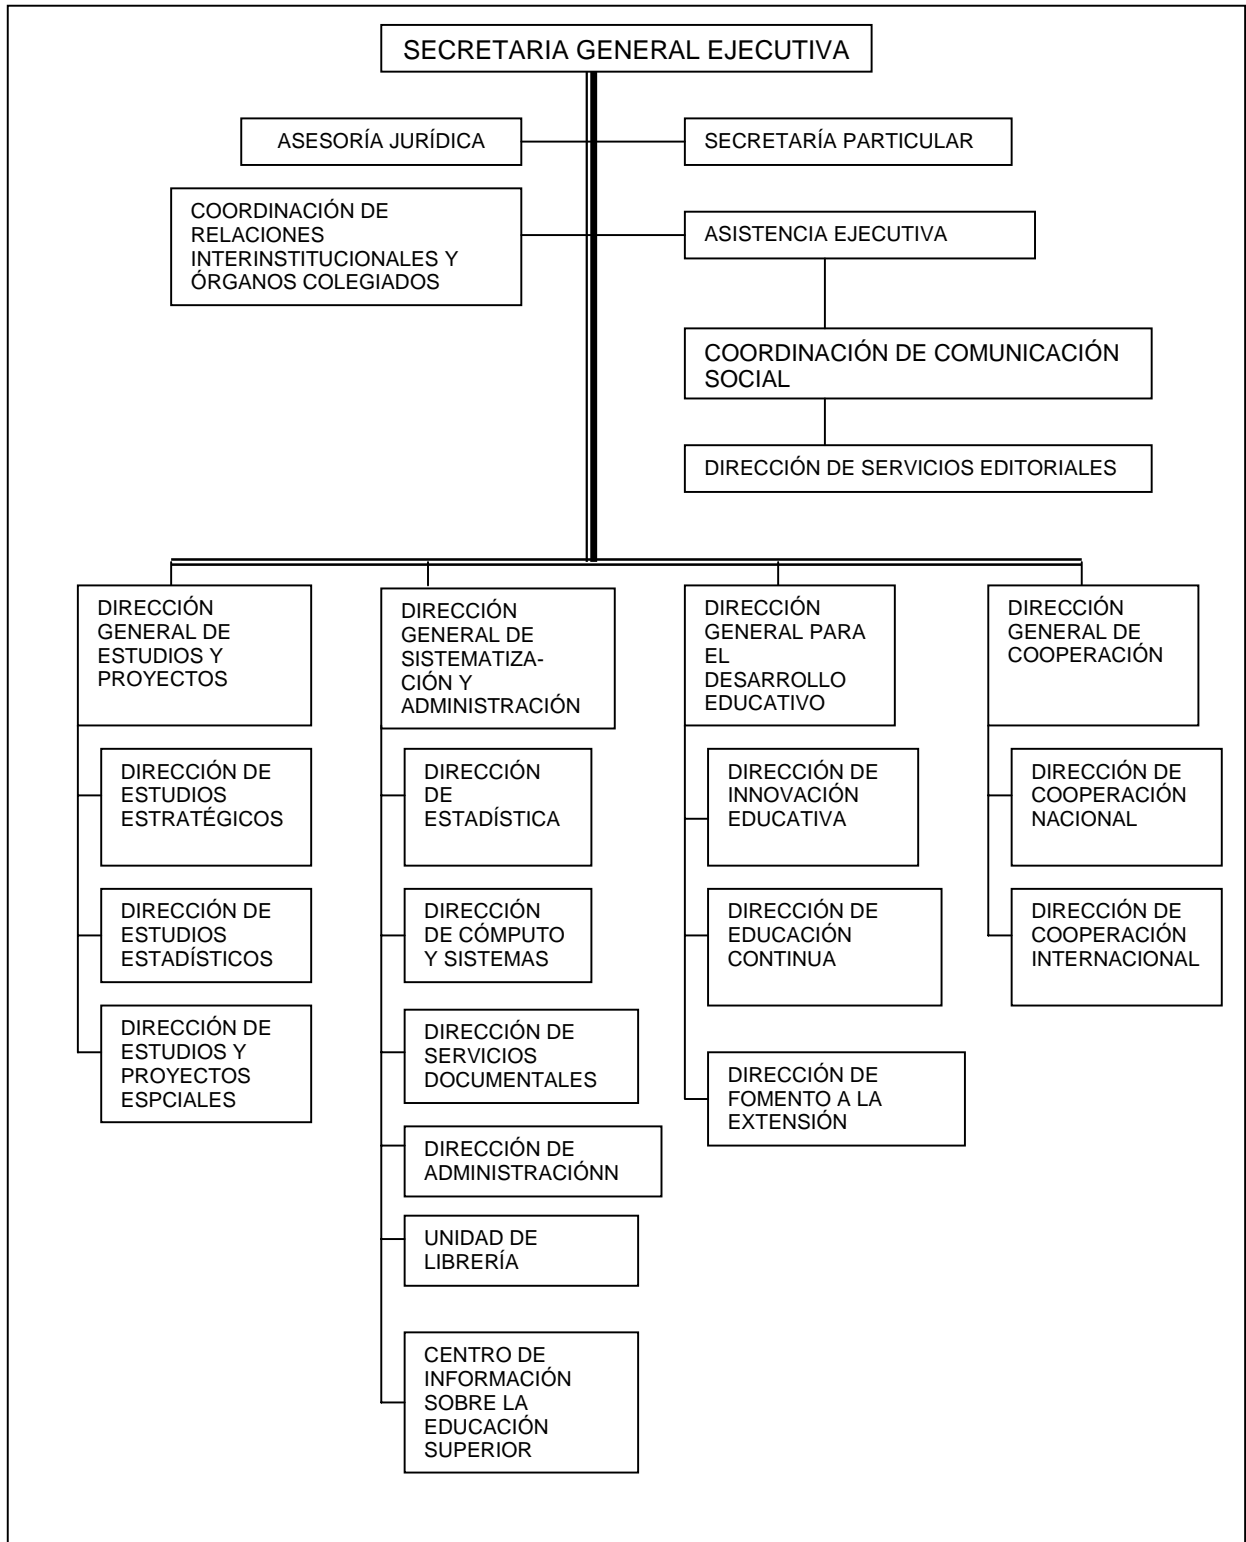 SECRETARIA GENERAL EJECUTIVA
ASESORÍA JURÍDICA
SECRETARÍA PARTICULAR
COORDINACIÓN DE
RELACIONES
INTERINSTITUCIONALES Y
ÓRGANOS COLEGIADOS
ASISTENCIA EJECUTIVA
COORDINACIÓN DE COMUNICACIÓN
SOCIAL
DIRECCIÓN DE SERVICIOS EDITORIALES
DIRECCIÓN
GENERAL DE
ESTUDIOS Y
PROYECTOS
DIRECCIÓN DE
ESTUDIOS
ESTRATÉGICOS
DIRECCIÓN DE
ESTUDIOS
ESTADÍSTICOS
DIRECCIÓN DE
ESTUDIOS Y
PROYECTOS
ESPCIALES
DIRECCIÓN
GENERAL DE
SISTEMATIZA-
CIÓN Y
ADMINISTRACIÓN
DIRECCIÓN
DE
ESTADÍSTICA
DIRECCIÓN
DE CÓMPUTO
Y SISTEMAS
DIRECCIÓN DE
SERVICIOS
DOCUMENTALES
DIRECCIÓN DE
ADMINISTRACIÓNN
UNIDAD DE
LIBRERÍA
CENTRO DE
INFORMACIÓN
SOBRE LA
EDUCACIÓN
SUPERIOR
DIRECCIÓN
GENERAL PARA
EL
DESARROLLO
EDUCATIVO
DIRECCIÓN DE
INNOVACIÓN
EDUCATIVA
DIRECCIÓN DE
EDUCACIÓN
CONTINUA
DIRECCIÓN DE
FOMENTO A LA
EXTENSIÓN
DIRECCIÓN
GENERAL DE
COOPERACIÓN
DIRECCIÓN DE
COOPERACIÓN
NACIONAL
DIRECCIÓN DE
COOPERACIÓN
INTERNACIONAL